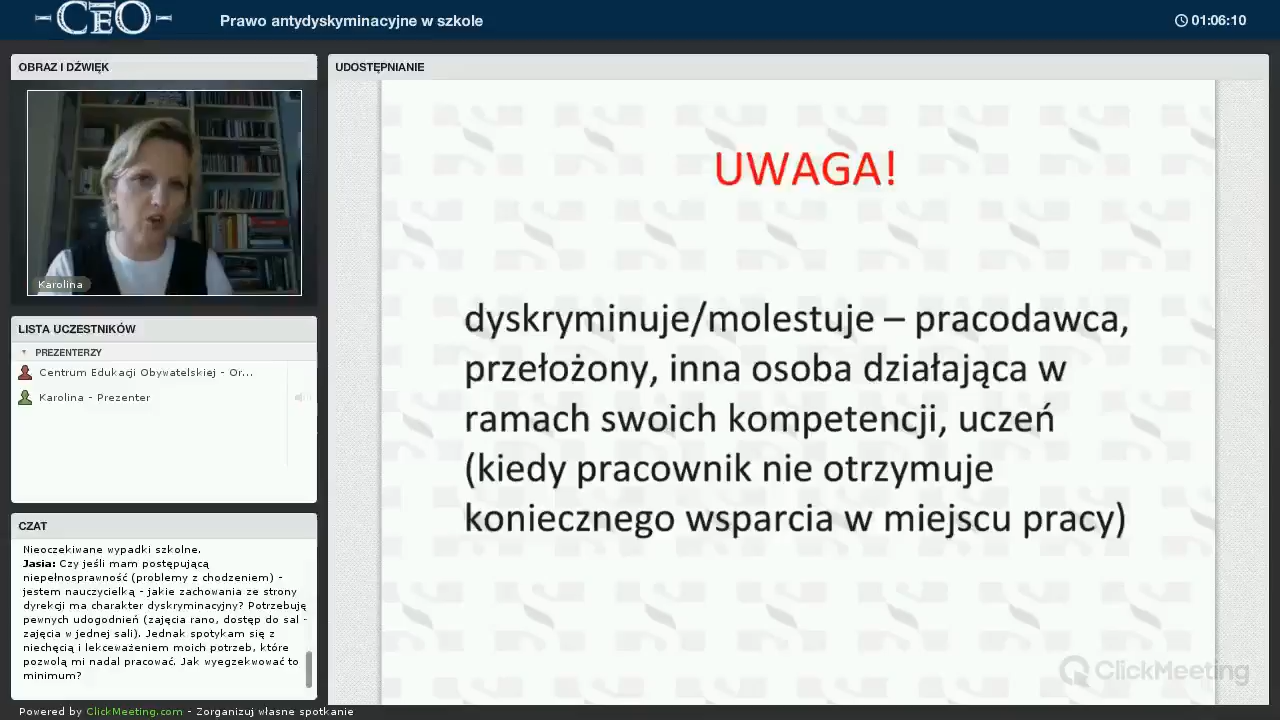 CEO
Prawo antydyskyminacyjne w szkole
01:06:10
OBRAZ I DŹWIĘK
Karolina
LISTA UCZESTNIKÓW
PREZENTERZY
Centrum Edukacji Obywatelskiej - Or...
Karolina - Prezenter
CZAT
Nieoczekiwane wypadki szkolne.
Jasia: Czy jeśli mam postępującą
niepełnosprawność (problemy z chodzeniem) -
jestem nauczycielką - jakie zachowania ze strony
dyrekcji ma charakter dyskryminacyjny? Potrzebuję
pewnych udogodnień (zajęcia rano, dostęp do sal -
zajęcia w jednej sali). Jednak spotykam się z
niechęcią i lekceważeniem moich potrzeb, które
pozwolą mi nadal pracować. Jak wyegzekwować to
minimum?
UDOSTĘPNIANIE
UWAGA!
dyskryminuje/molestuje – pracodawca,
przełożony, inna osoba działająca w
ramach swoich kompetencji, uczeń
(kiedy pracownik nie otrzymuje
koniecznego wsparcia w miejscu pracy)
ClickMeeting
Powered by ClickMeeting.com - Zorganizuj własne spotkanie